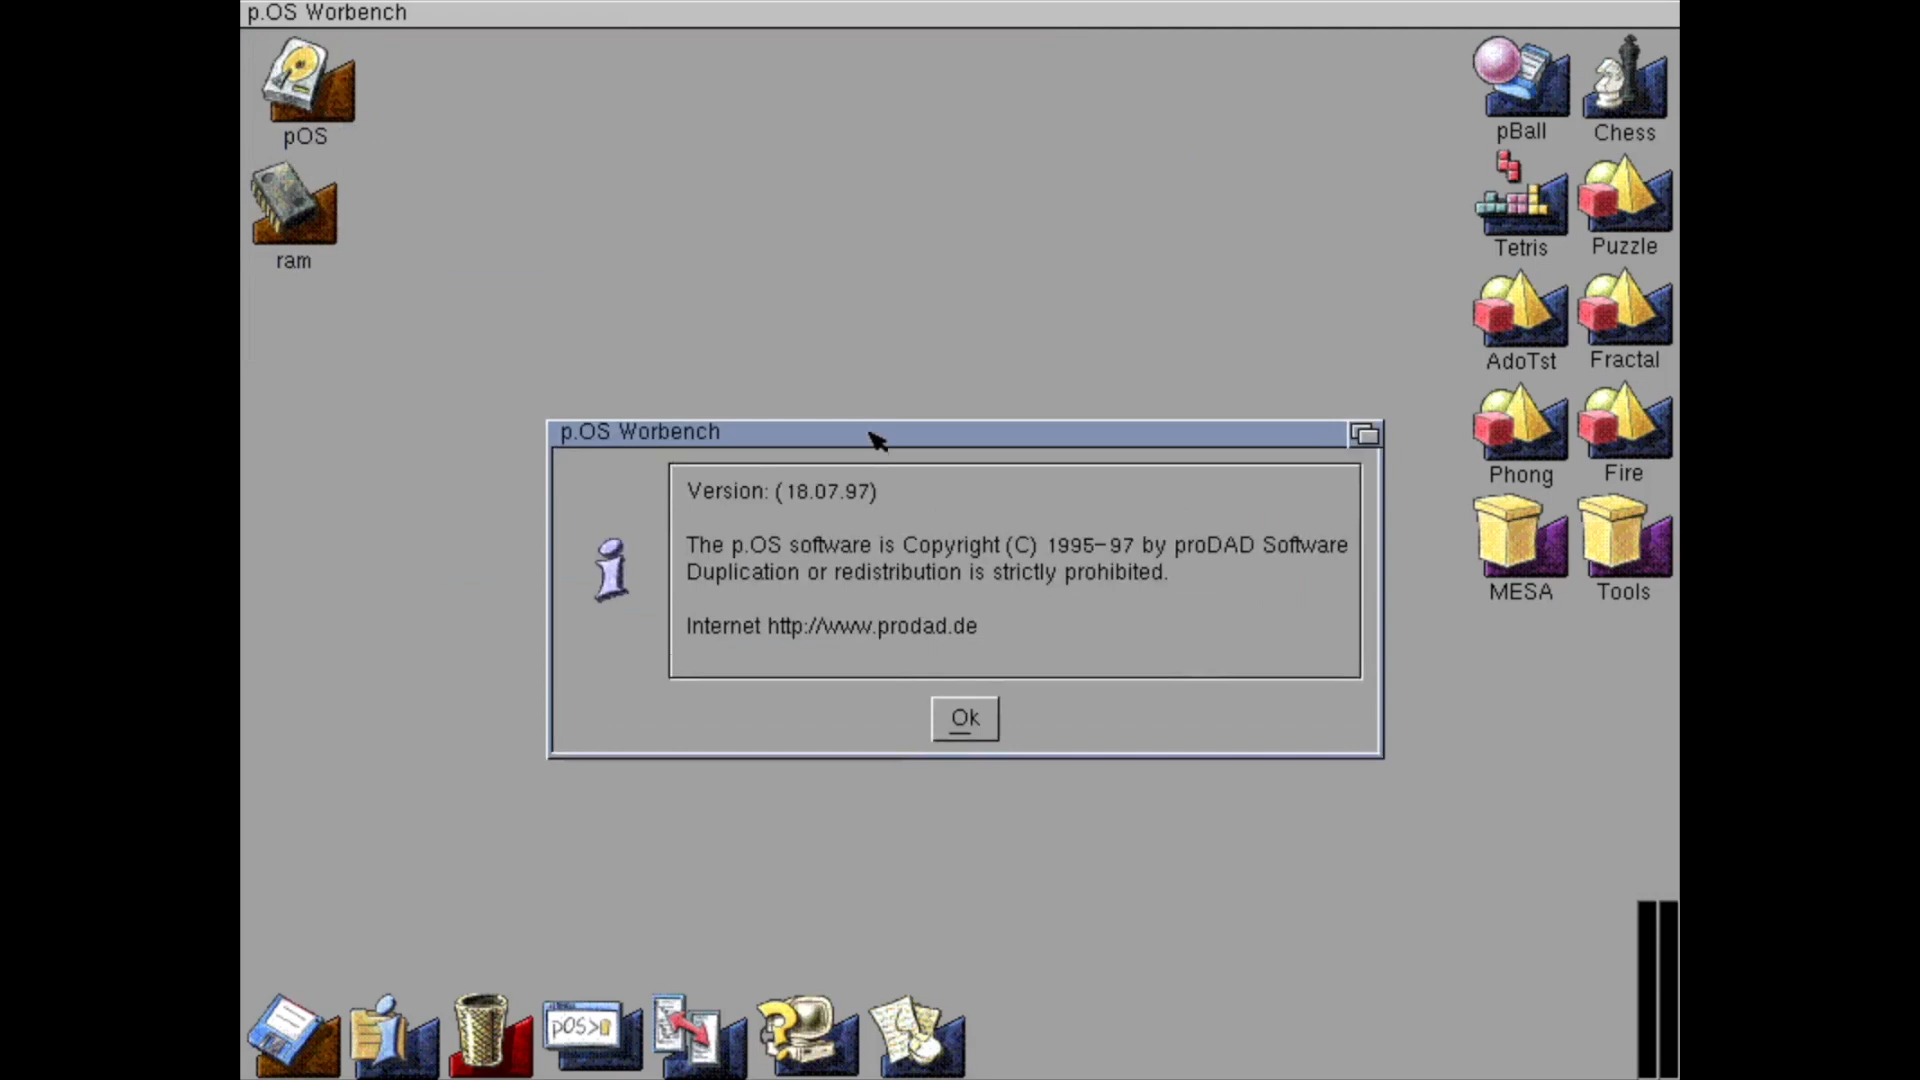 p.OS Worbench
pOS
ram
pBall
Chess
Tetris
Puzzle
AdoTst
Fractal
Phong
Fire
MESA
Tools
p.OS Worbench
Version: (18.07.97)
The p.OS software is Copyright (C) 1995-97 by proDAD Software
Duplication or redistribution is strictly prohibited.
Internet http://www.prodad.de
Ok
pOS>